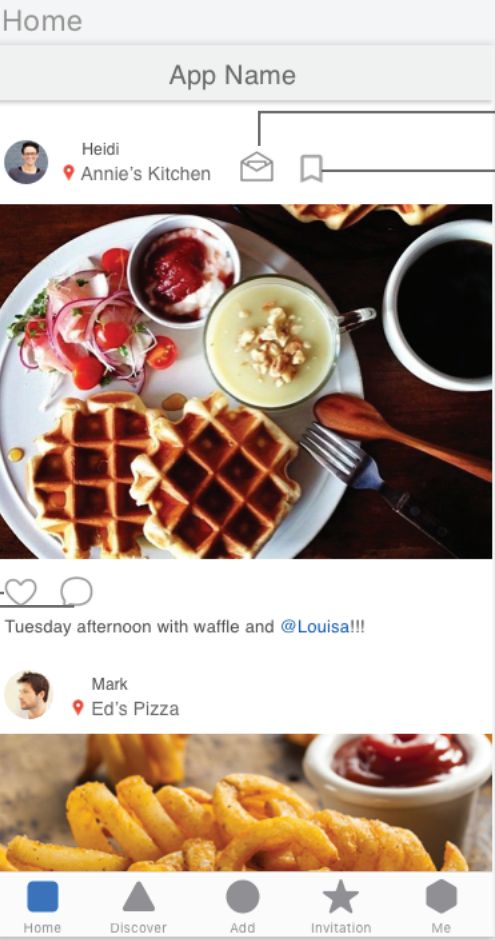 Home
App Name
Heidi
Annie's Kitchen
Tuesday afternoon with waffle and @Louisa!!!
Mark
Ed's Pizza
Home Discover Add Invitation Me